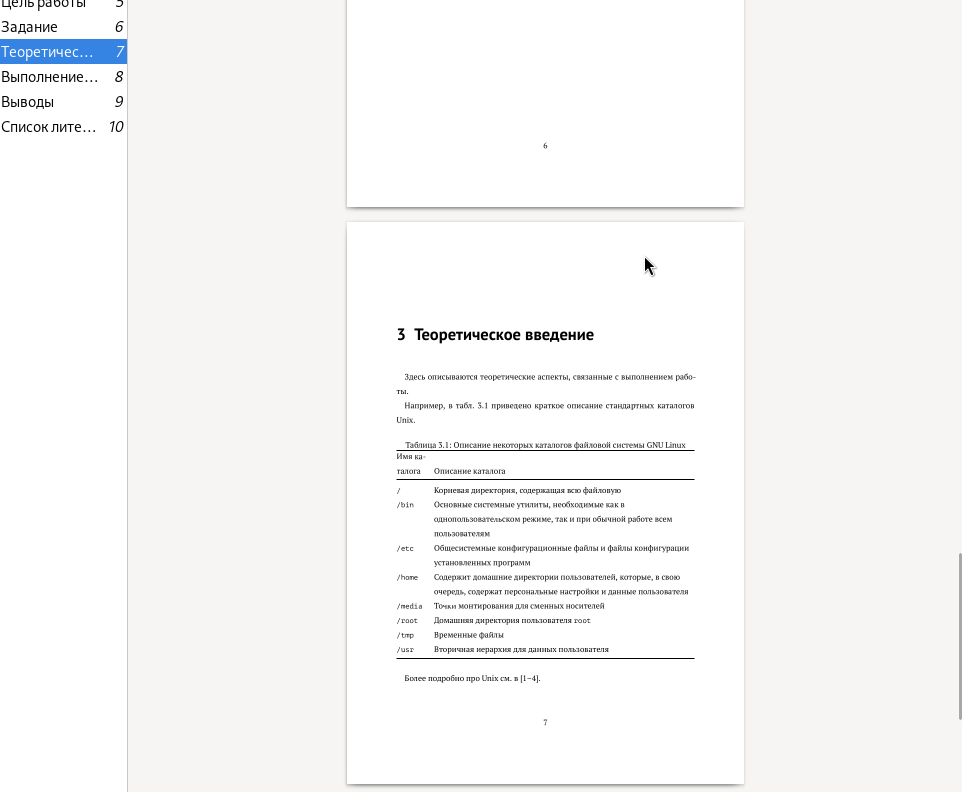 Цель работы 5
Задание 6
Теоретичес… 7
Выполнение… 8
Выводы 9
Список лите… 10
6
3 Теоретическое введение
Здесь описываются теоретические аспекты, связанные с выполнением рабо-
ты.
Например, в табл. 3.1 приведено краткое описание стандартных каталогов
Unix.
Таблица 3.1: Описание некоторых каталогов файловой системы GNU Linux
Имя ка-
талога Описание каталога
/ Корневая директория, содержащая всю файловую
/bin Основные системные утилиты, необходимые как в
однопользовательском режиме, так и при обычной работе всем
пользователям
/etc Общесистемные конфигурационные файлы и файлы конфигурации
установленных программ
/home Содержит домашние директории пользователей, которые, в свою
очередь, содержат персональные настройки и данные пользователя
/media Точки монтирования для сменных носителей
/root Домашняя директория пользователя root
/tmp Временные файлы
/usr Вторичная иерархия для данных пользователя
Более подробно про Unix см. в [1–4].
7